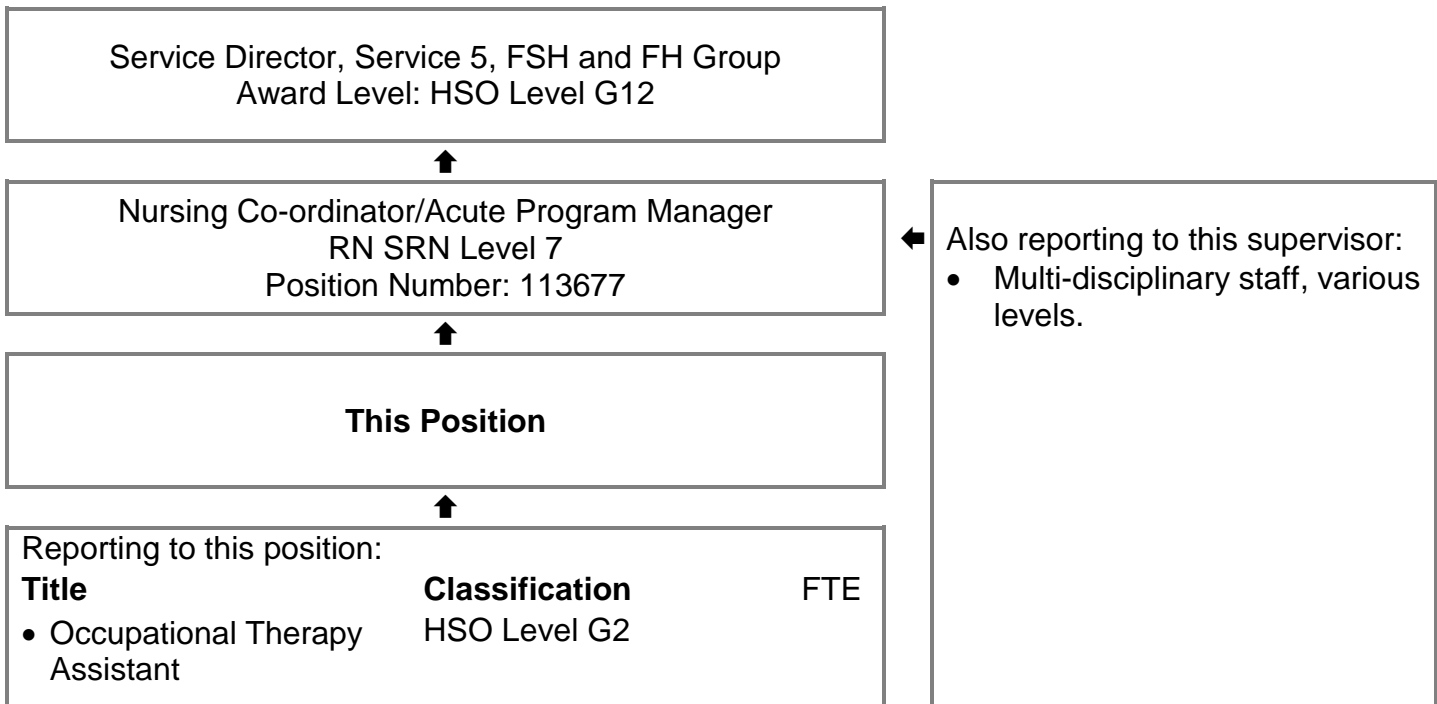 Service Director, Service 5, FSH and FH Group
Award Level: HSO Level G12
Nursing Co-ordinator/Acute Program Manager
RN SRN Level 7
Position Number: 113677
Also reporting to this supervisor:
• Multi-disciplinary staff, various
levels.
This Position
Reporting to this position:
Title Classification FTE
• Occupational Therapy HSO Level G2
Assistant